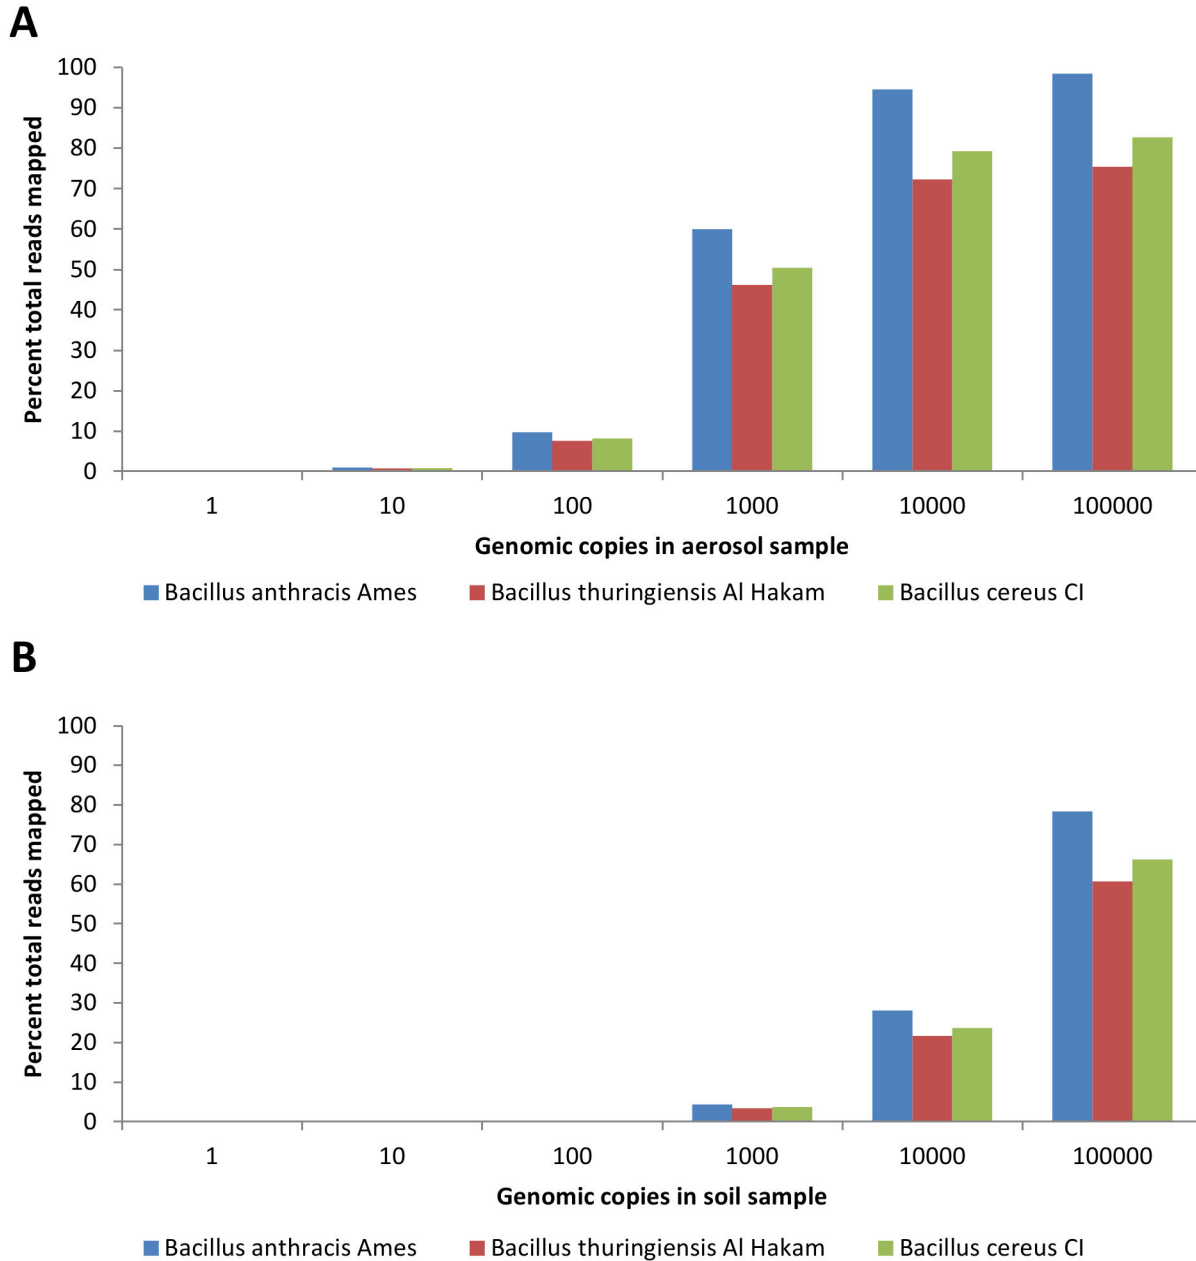 A
Percent total reads mapped
100
90
80
70
60
50
40
30
20
10
0
1 10 100 1000 10000 100000
Genomic copies in aerosol sample
Bacillus anthracis Ames Bacillus thuringiensis Al Hakam Bacillus cereus CI
B
Percent total reads mapped
100
90
80
70
60
50
40
30
20
10
0
1 10 100 1000 10000 100000
Genomic copies in soil sample
Bacillus anthracis Ames Bacillus thuringiensis Al Hakam Bacillus cereus CI